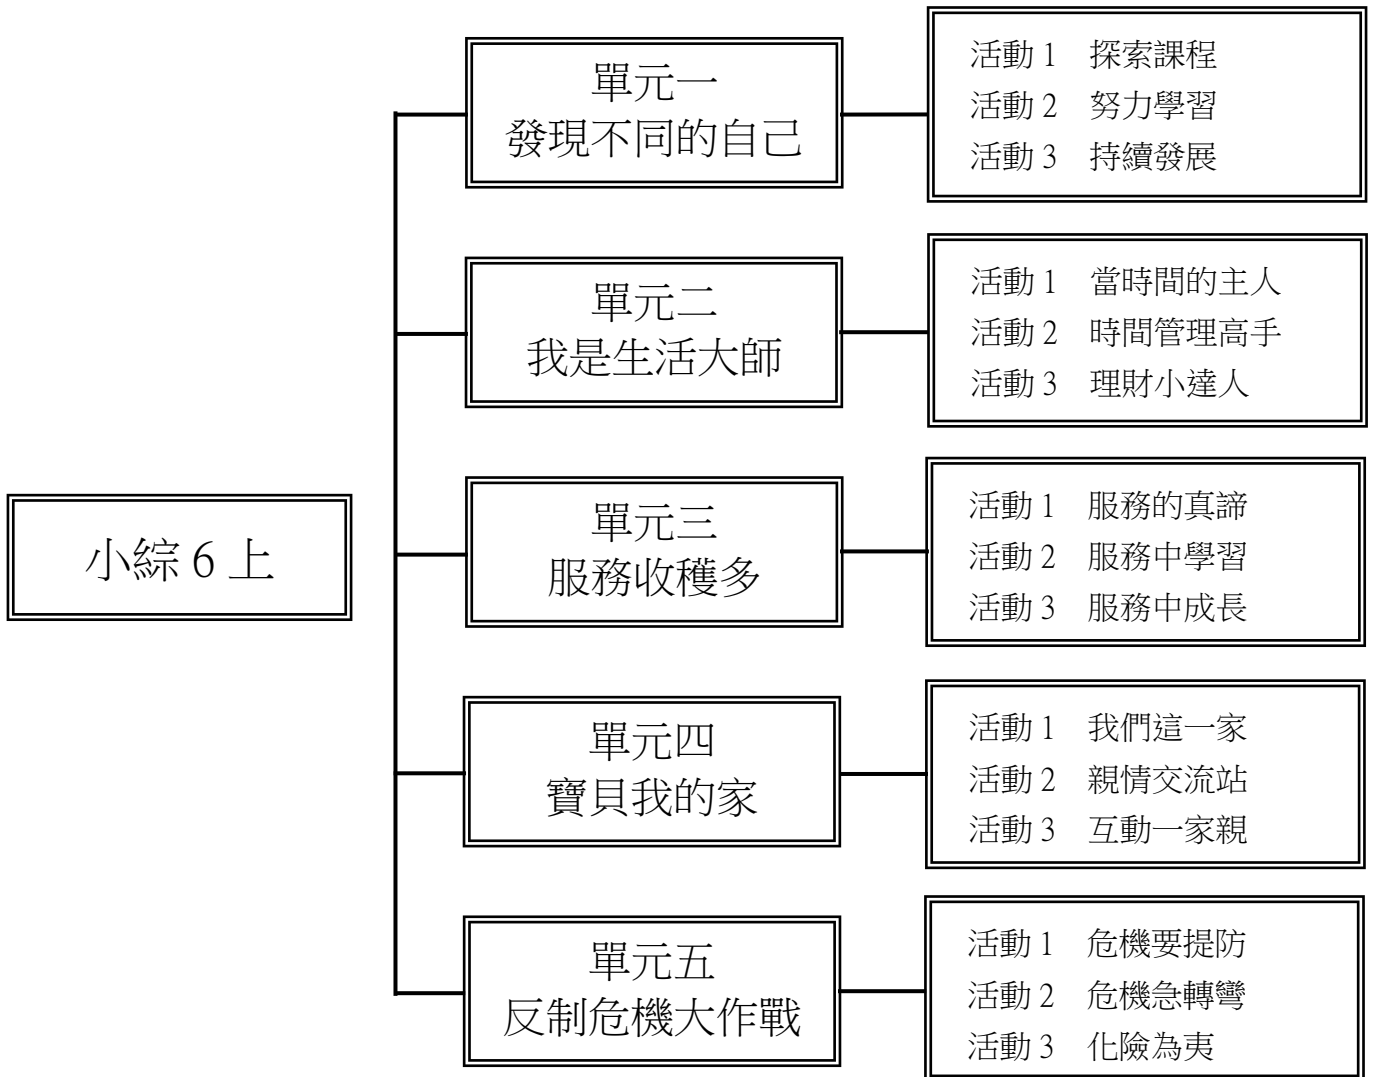 小綜 6 上
單元一
發現不同的自己
活動 1　探索課程
活動 2　努力學習
活動 3　持續發展
單元二
我是生活大師
活動 1　當時間的主人
活動 2　時間管理高手
活動 3　理財小達人
單元三
服務收穫多
活動 1　服務的真諦
活動 2　服務中學習
活動 3　服務中成長
單元四
寶貝我的家
活動 1　我們這一家
活動 2　親情交流站
活動 3　互動一家親
單元五
反制危機大作戰
活動 1　危機要提防
活動 2　危機急轉彎
活動 3　化險為夷